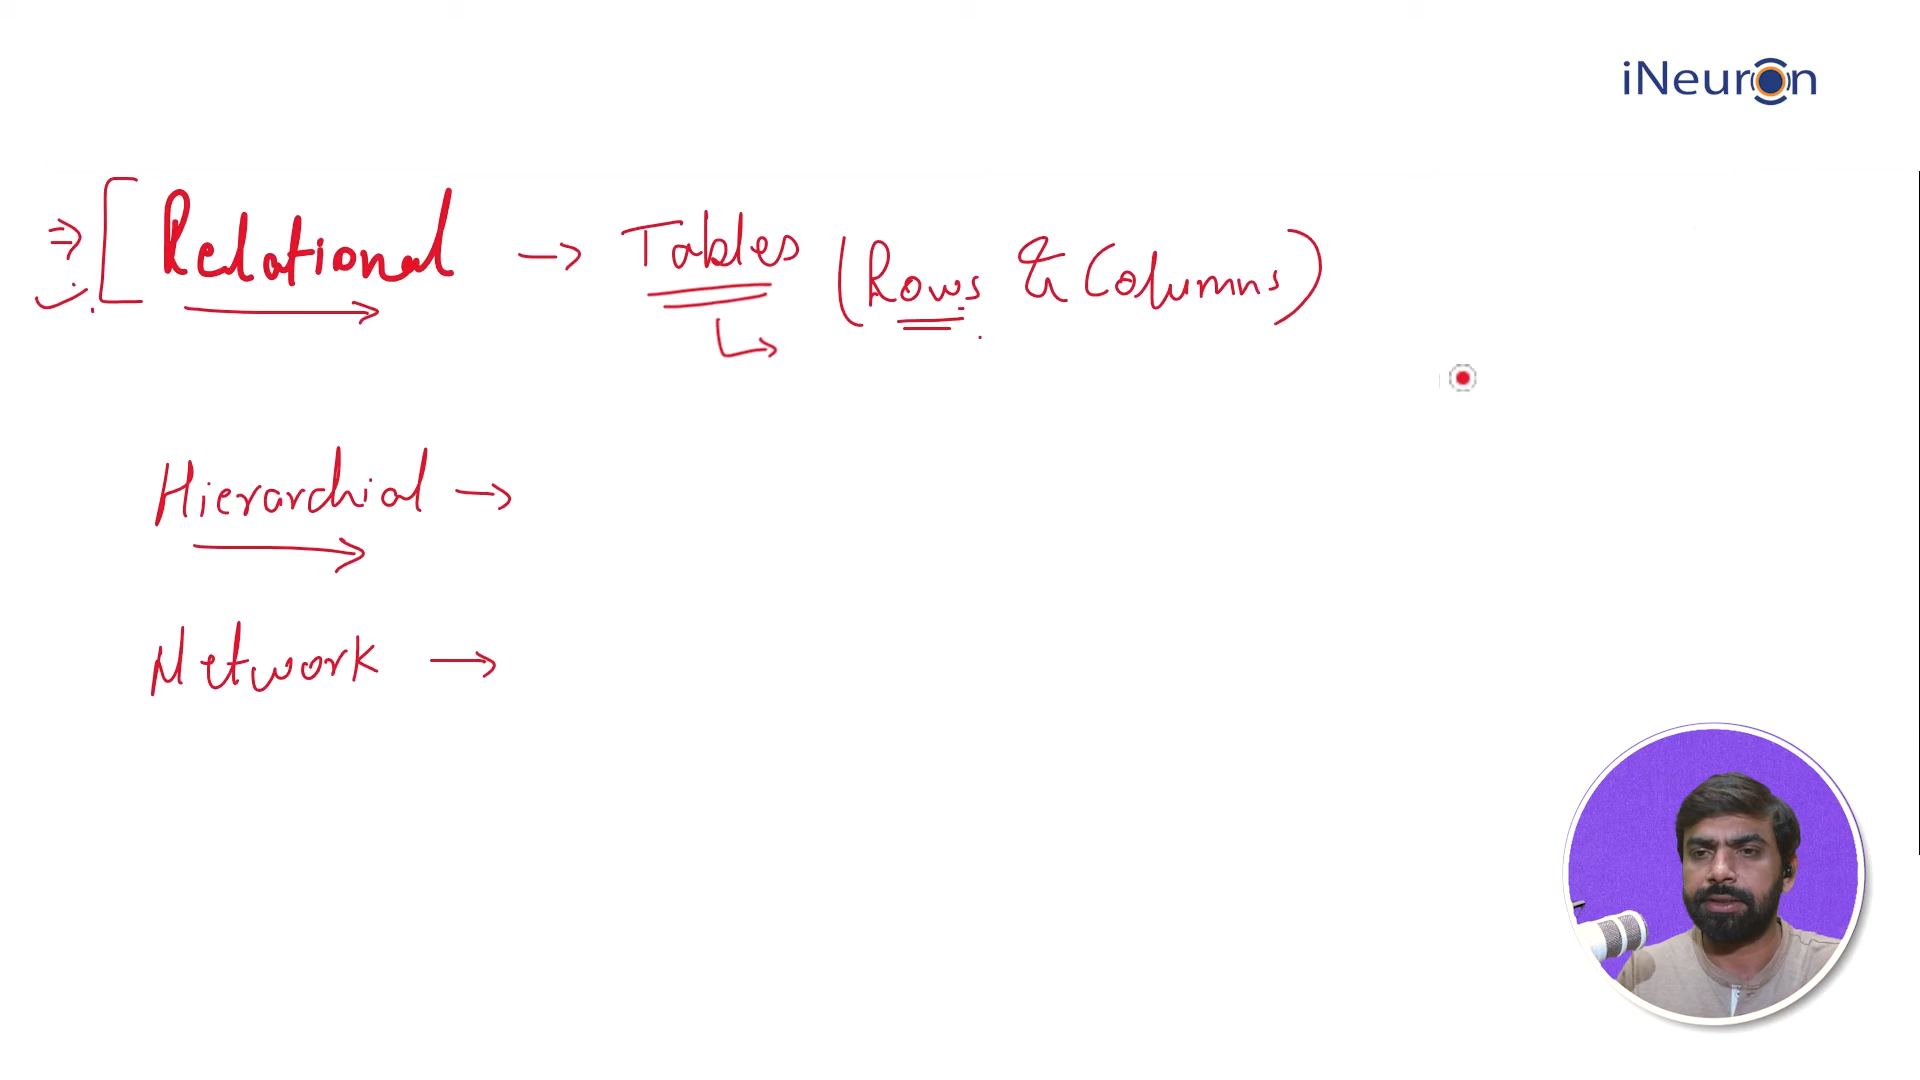 iNeuron
⇒ [ Relational → Tables (Rows & Columns)
Hierarchial →
Network →